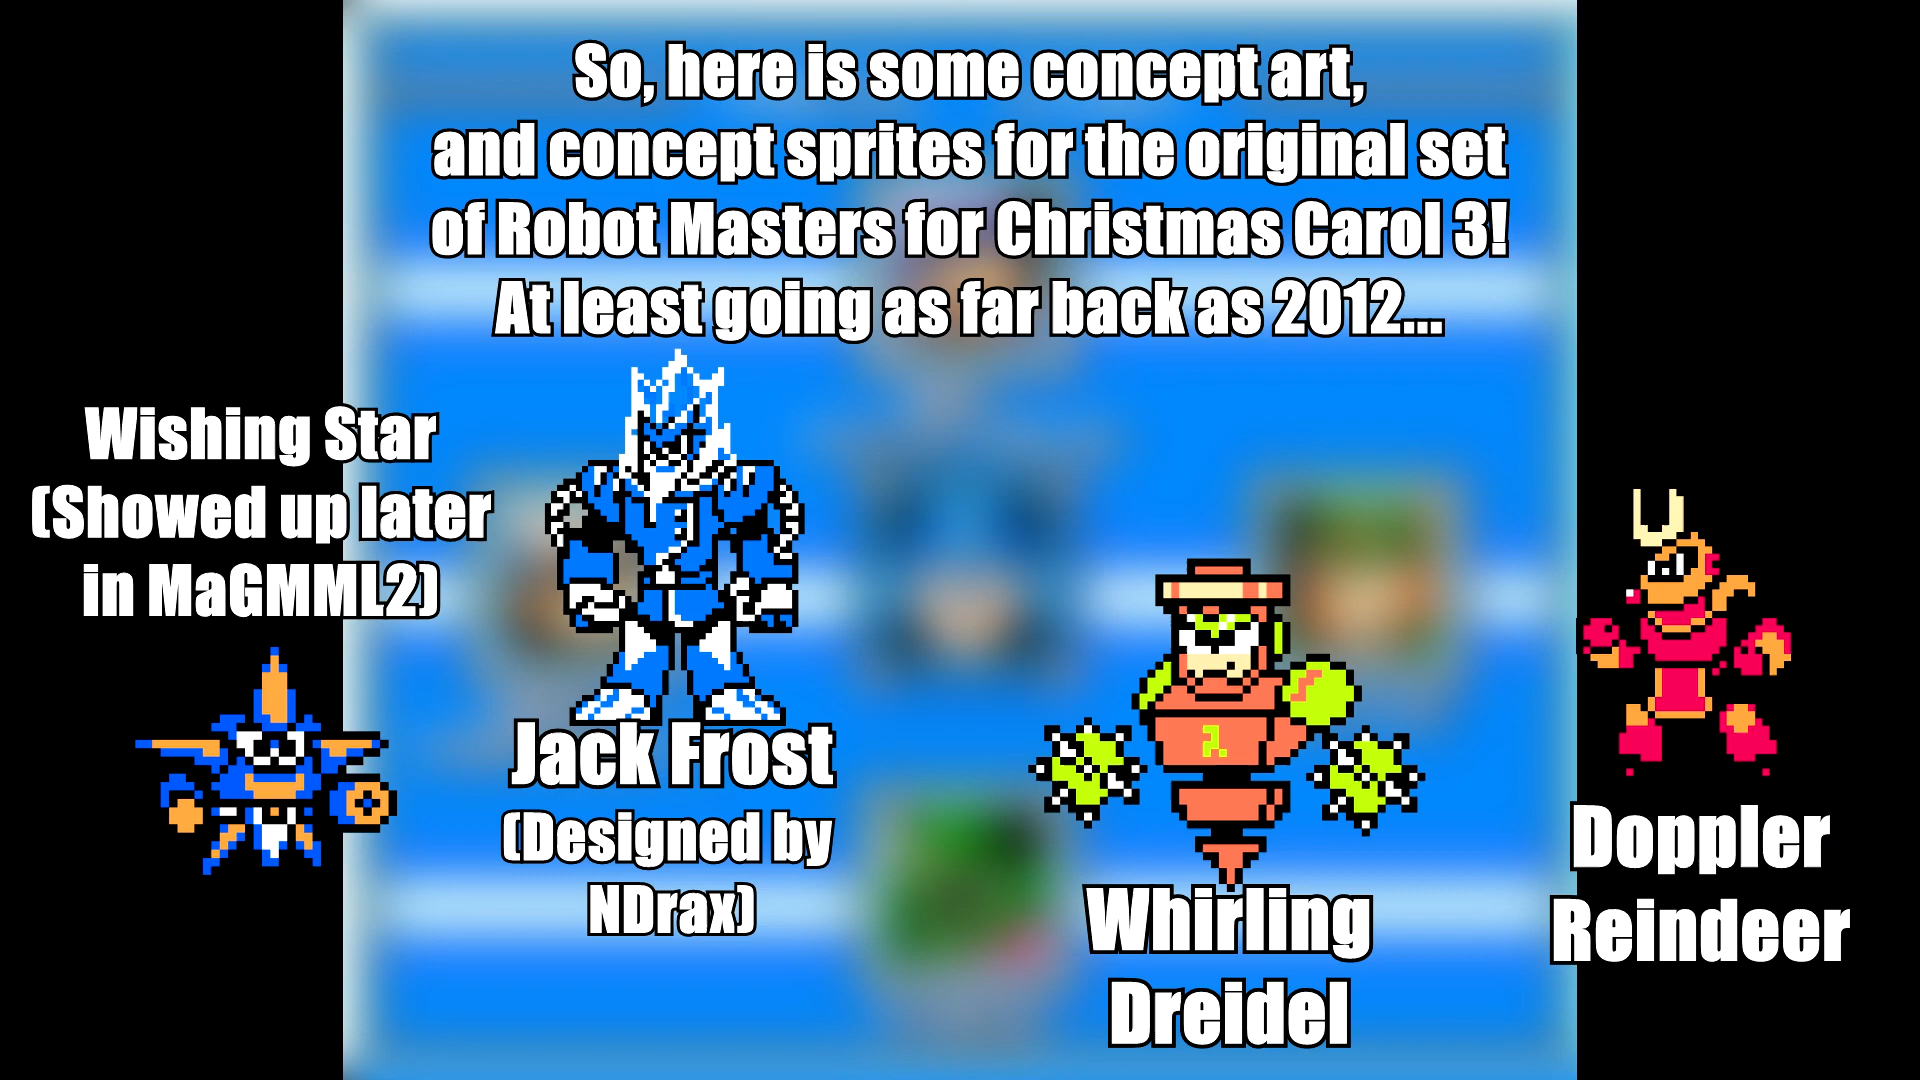 So, here is some concept art,
and concept sprites for the original set
of Robot Masters for Christmas Carol 3!
At least going as far back as 2012...
Wishing Star
(Showed up later
in MaGMML2)
Jack Frost
(Designed by
NDrax)
Whirling
Dreidel
Doppler
Reindeer